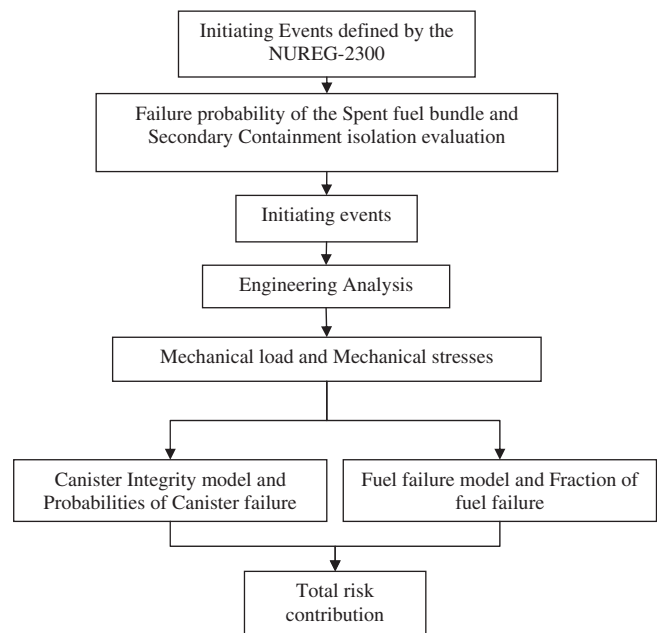 Initiating Events defined by the
NUREG-2300
Failure probability of the Spent fuel bundle and
Secondary Containment isolation evaluation
Initiating events
Engineering Analysis
Mechanical load and Mechanical stresses
Canister Integrity model and
Probabilities of Canister failure
Fuel failure model and Fraction of
fuel failure
Total risk
contribution